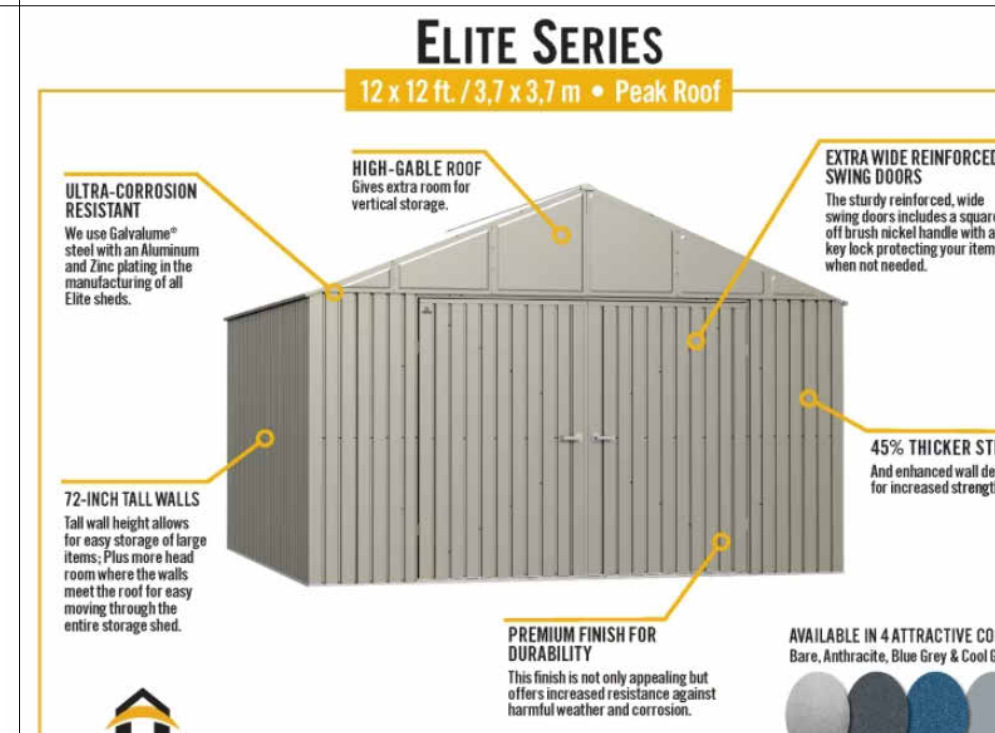 ELITE SERIES
12 x 12 ft. / 3,7 x 3,7 m • Peak Roof
ULTRA-CORROSION
RESISTANT
We use Galvalume®
steel with an Aluminum
and Zinc plating in the
manufacturing of all
Elite sheds.
HIGH-GABLE ROOF
Gives extra room for
vertical storage.
EXTRA WIDE REINFORCED
SWING DOORS
The sturdy reinforced, wide
swing doors includes a square
off brush nickel handle with a
key lock protecting your item
when not needed.
45% THICKER ST
And enhanced wall de
for increased strengt
72-INCH TALL WALLS
Tall wall height allows
for easy storage of large
items; Plus more head
room where the walls
meet the roof for easy
moving through the
entire storage shed.
PREMIUM FINISH FOR
DURABILITY
This finish is not only appealing but
offers increased resistance against
harmful weather and corrosion.
AVAILABLE IN 4 ATTRACTIVE CO
Bare, Anthracite, Blue Grey & Cool G